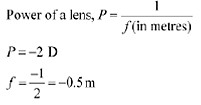 Power of a lens, P = 1 / f (in metres)
P = −2 D
f = −1 / 2 = −0.5 m